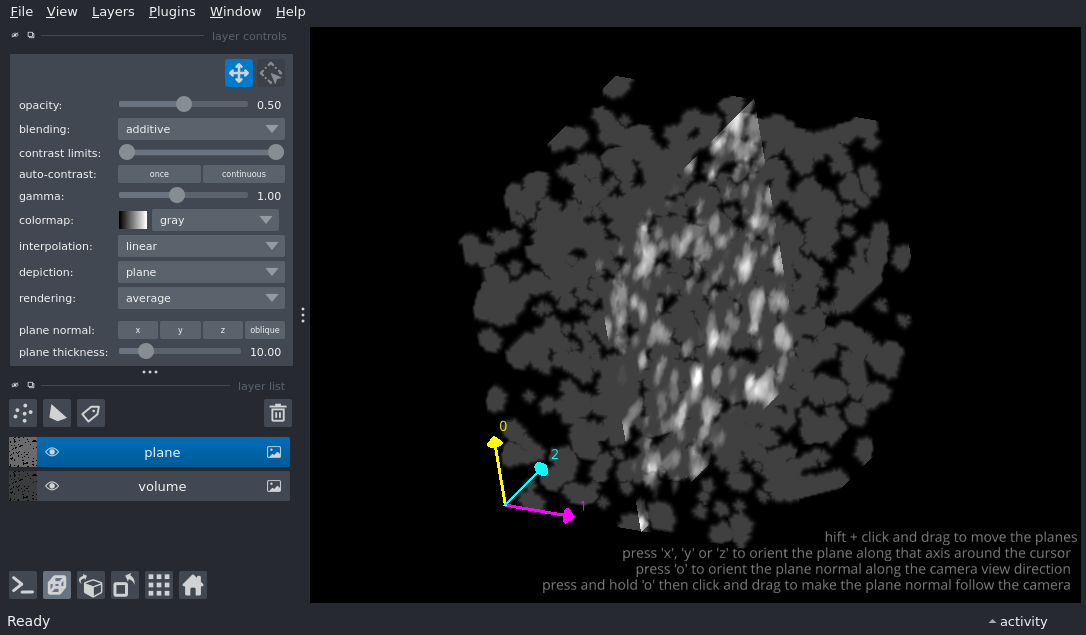 File View Layers Plugins Window Help
layer controls
opacity: 0.50
blending: additive
contrast limits:
auto-contrast: once continuous
gamma: 1.00
colormap: gray
interpolation: linear
depiction: plane
rendering: average
plane normal: x y z oblique
plane thickness: 10.00
layer list
plane
volume
0
2
1
hift + click and drag to move the planes
press 'x', 'y' or 'z' to orient the plane along that axis around the cursor
press 'o' to orient the plane normal along the camera view direction
press and hold 'o' then click and drag to make the plane normal follow the camera
Ready activity